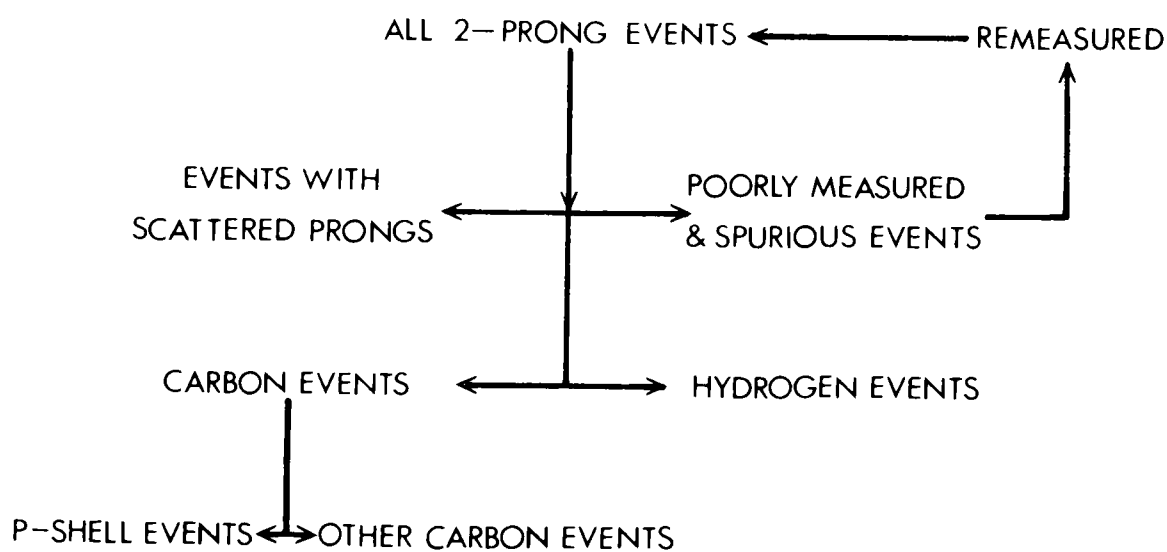 ALL 2-PRONG EVENTS
REMEASURED
EVENTS WITH
SCATTERED PRONGS
POORLY MEASURED
& SPURIOUS EVENTS
CARBON EVENTS
HYDROGEN EVENTS
P-SHELL EVENTS
OTHER CARBON EVENTS